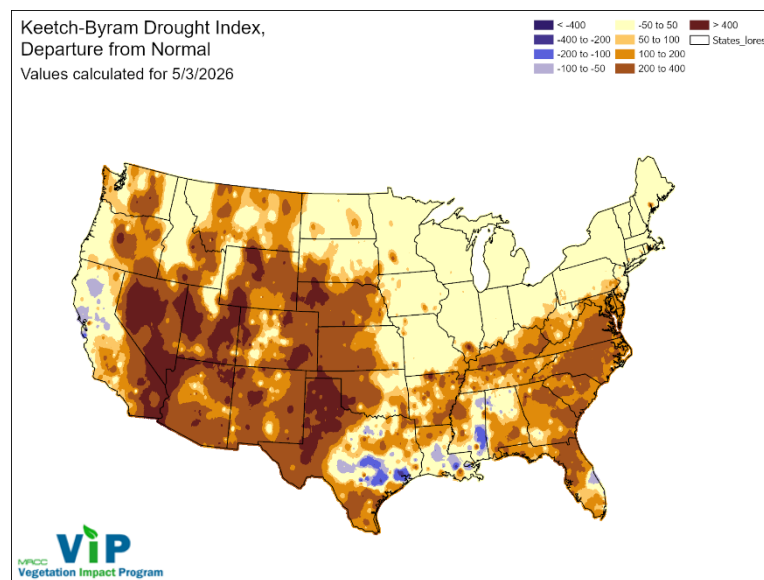 Keetch-Byram Drought Index,
Departure from Normal
Values calculated for 5/3/2026
< -400
-400 to -200
-200 to -100
-100 to -50
-50 to 50
50 to 100
100 to 200
200 to 400
> 400
States_lores
MRCC
ViP
Vegetation Impact Program